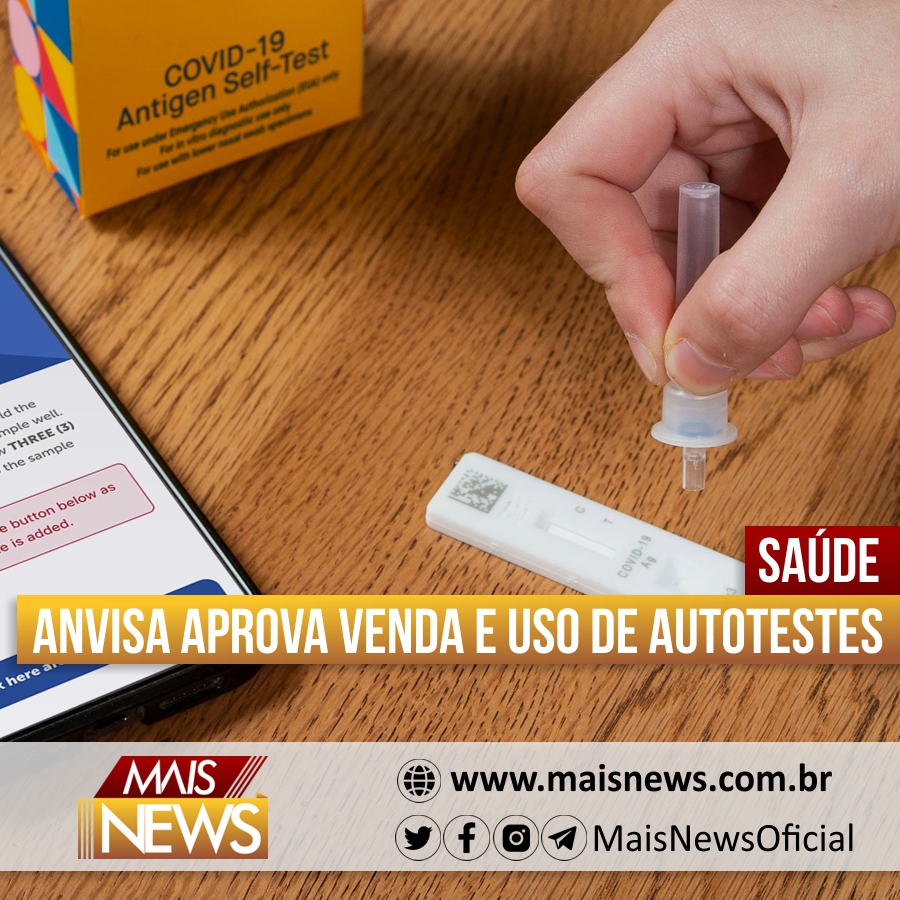 COVID-19
Antigen Self-Test
For use under Emergency Use Authorization (EUA) only
For in vitro diagnostic use only
For use with lower nasal swab specimens
the
well.
THREE (3)
the sample
button below as
is added.
here
C
T
COVID-19
Ag
SAÚDE
ANVISA APROVA VENDA E USO DE AUTOTESTES
MAIS
NEWS
www.maisnews.com.br
MaisNewsOficial